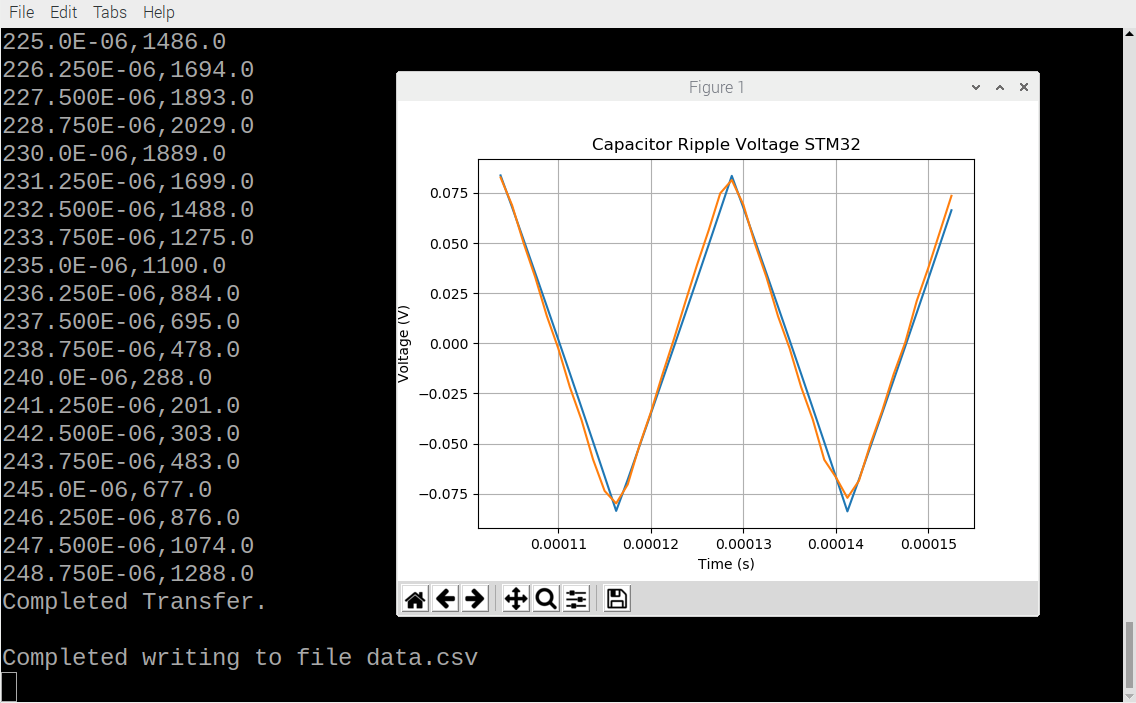 File Edit Tabs Help
225.0E-06,1486.0
226.250E-06,1694.0
227.500E-06,1893.0
228.750E-06,2029.0
230.0E-06,1889.0
231.250E-06,1699.0
232.500E-06,1488.0
233.750E-06,1275.0
235.0E-06,1100.0
236.250E-06,884.0
237.500E-06,695.0
238.750E-06,478.0
240.0E-06,288.0
241.250E-06,201.0
242.500E-06,303.0
243.750E-06,483.0
245.0E-06,677.0
246.250E-06,876.0
247.500E-06,1074.0
248.750E-06,1288.0
Completed Transfer.
Completed writing to file data.csv
Figure 1
Capacitor Ripple Voltage STM32
Voltage (V)
0.075
0.050
0.025
0.000
−0.025
−0.050
−0.075
0.00011 0.00012 0.00013 0.00014 0.00015
Time (s)